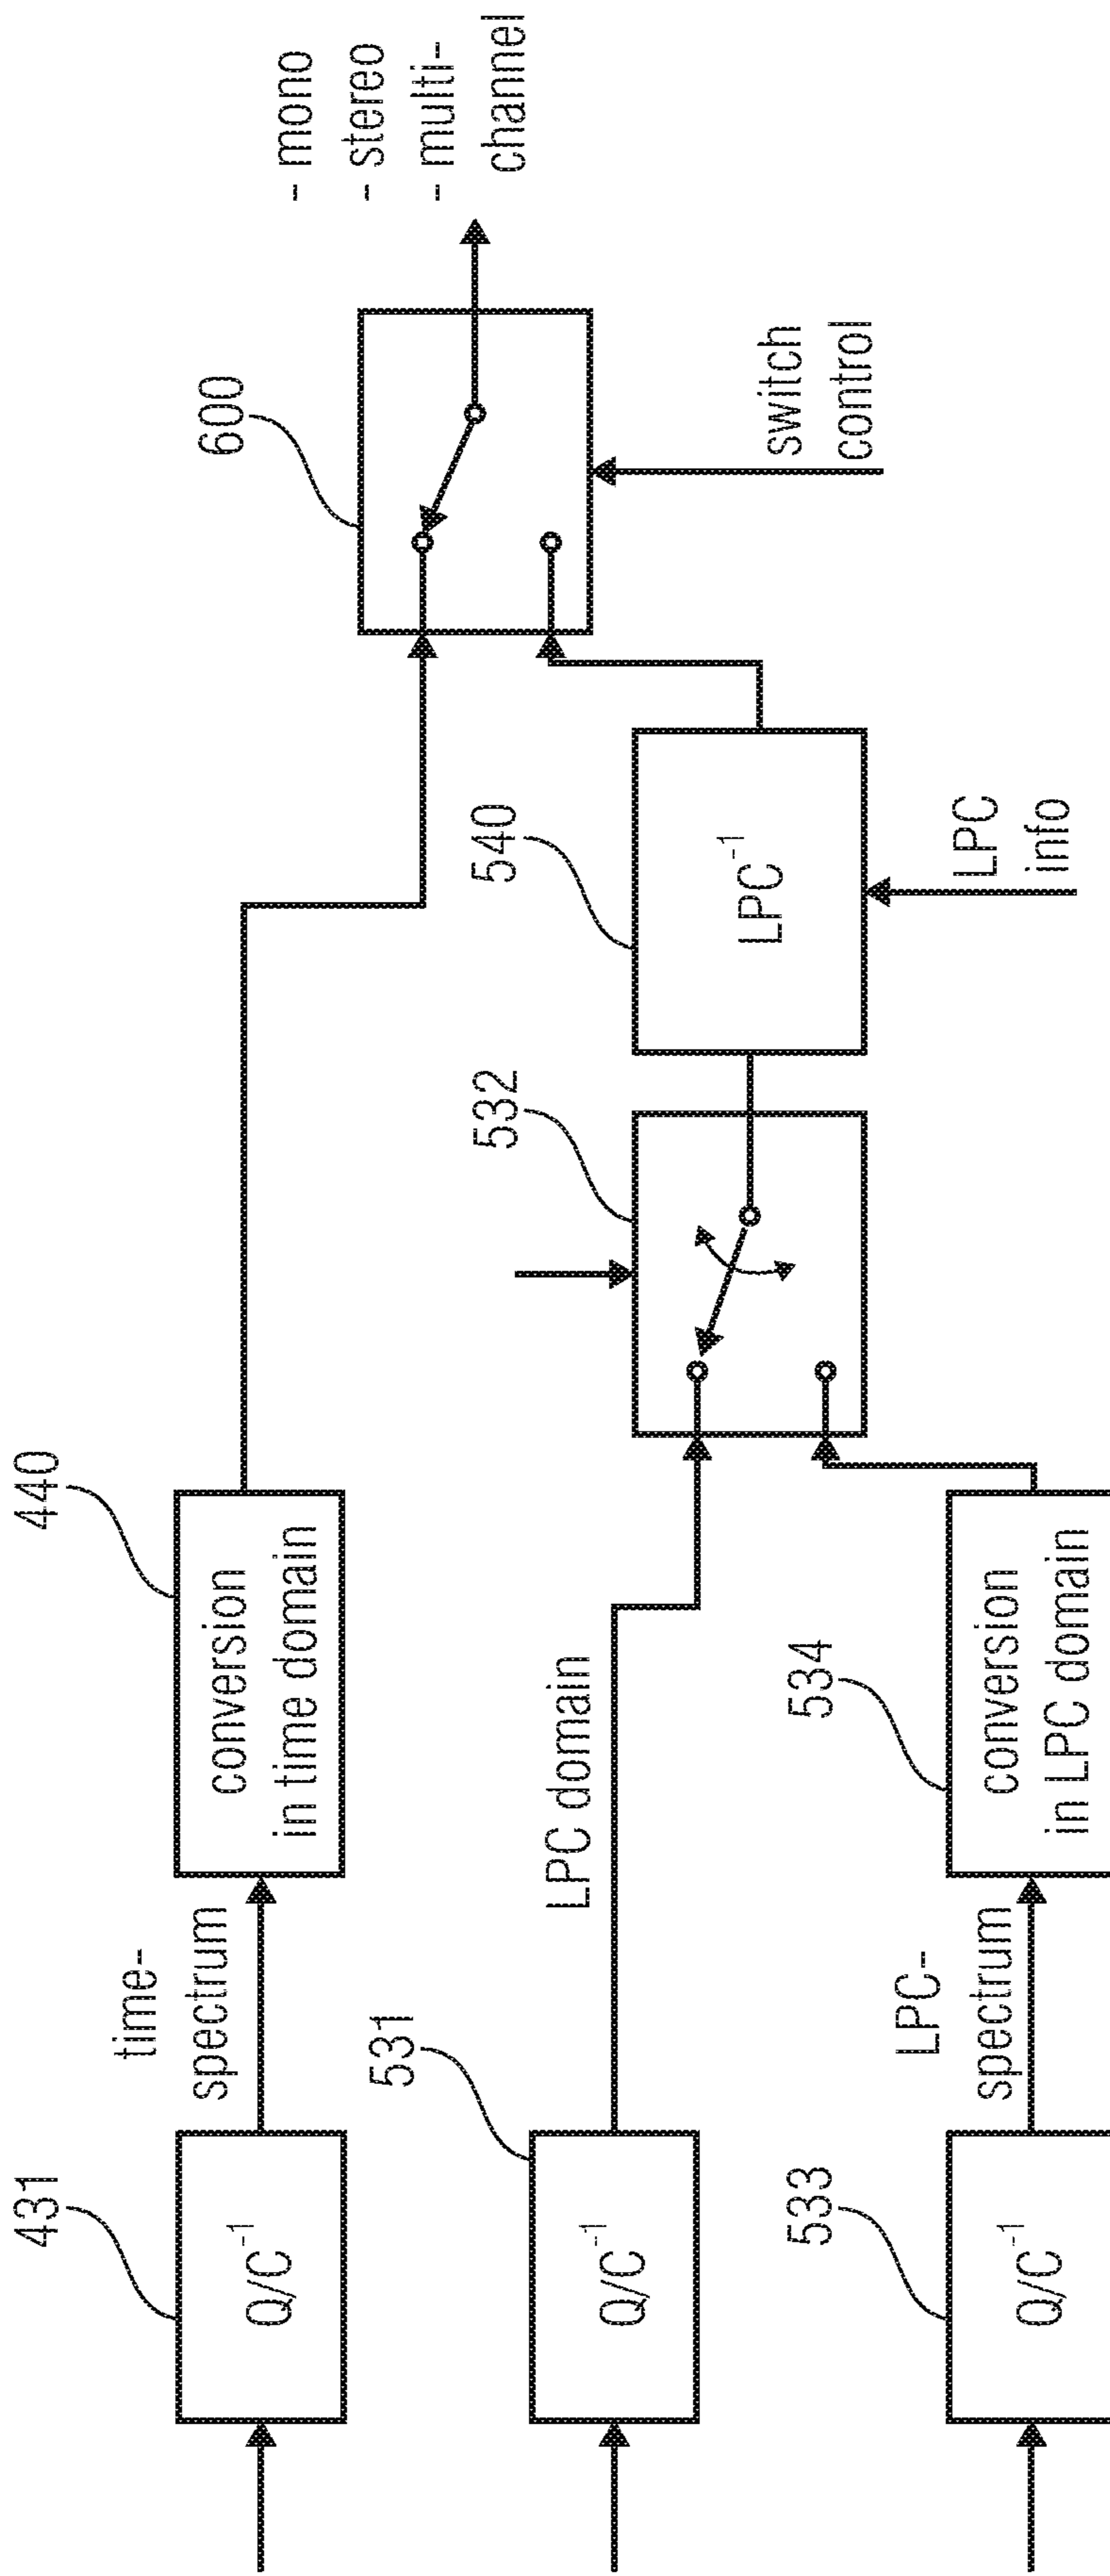 431
Q/C⁻¹
time-
spectrum
440
conversion
in time domain
531
Q/C⁻¹
LPC domain
533
Q/C⁻¹
LPC-
spectrum
534
conversion
in LPC domain
532
540
LPC⁻¹
LPC
info
600
switch
control
- mono
- stereo
- multi-
channel